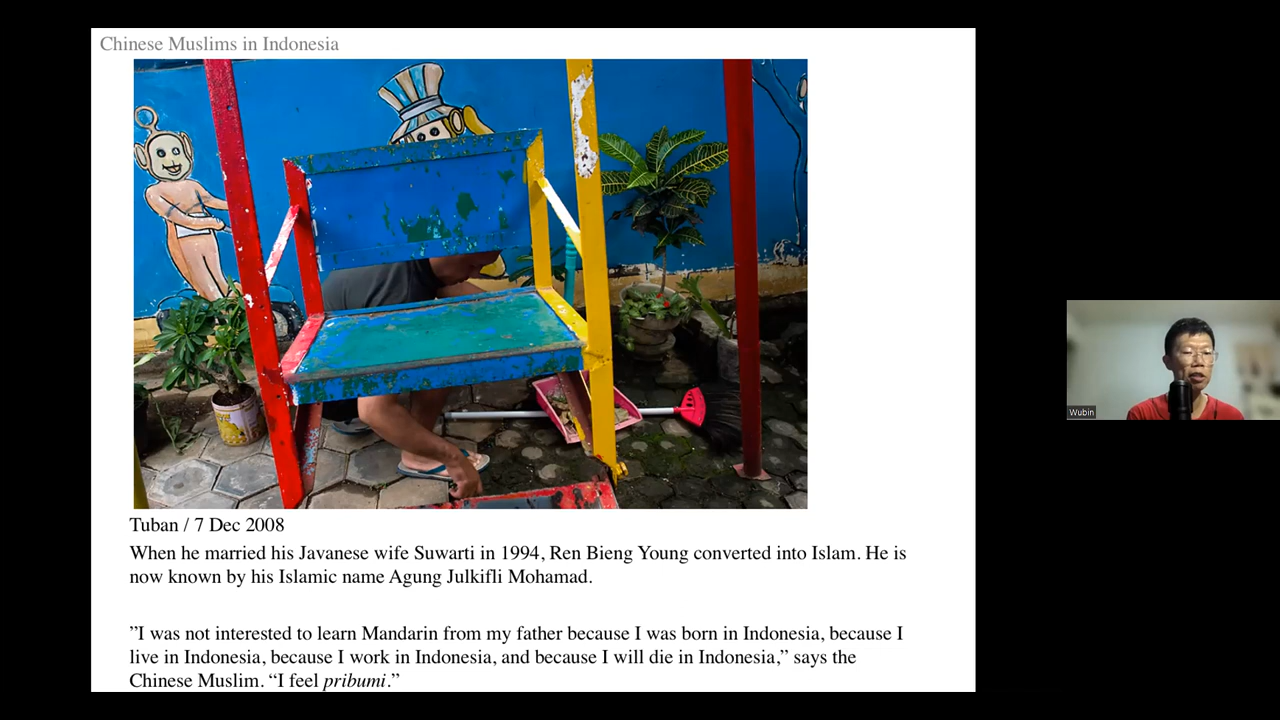 Chinese Muslims in Indonesia
Tuban / 7 Dec 2008
When he married his Javanese wife Suwarti in 1994, Ren Bieng Young converted into Islam. He is
now known by his Islamic name Agung Julkifli Mohamad.
”I was not interested to learn Mandarin from my father because I was born in Indonesia, because I
live in Indonesia, because I work in Indonesia, and because I will die in Indonesia,” says the
Chinese Muslim. “I feel pribumi.”
Wubin